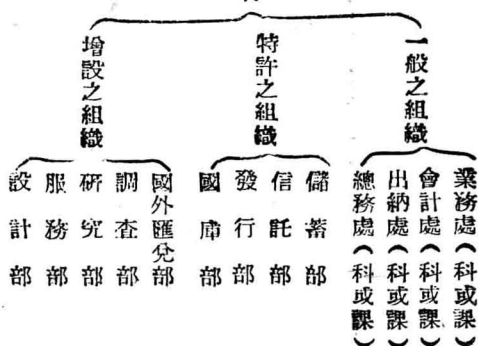 一般之組織
業務處（科或課）
會計處（科或課）
出納處（科或課）
總務處（科或課）
特許之組織
儲蓄部
信託部
發行部
國庫部
增設之組織
國外匯兌部
調查部
研究部
服務部
設計部